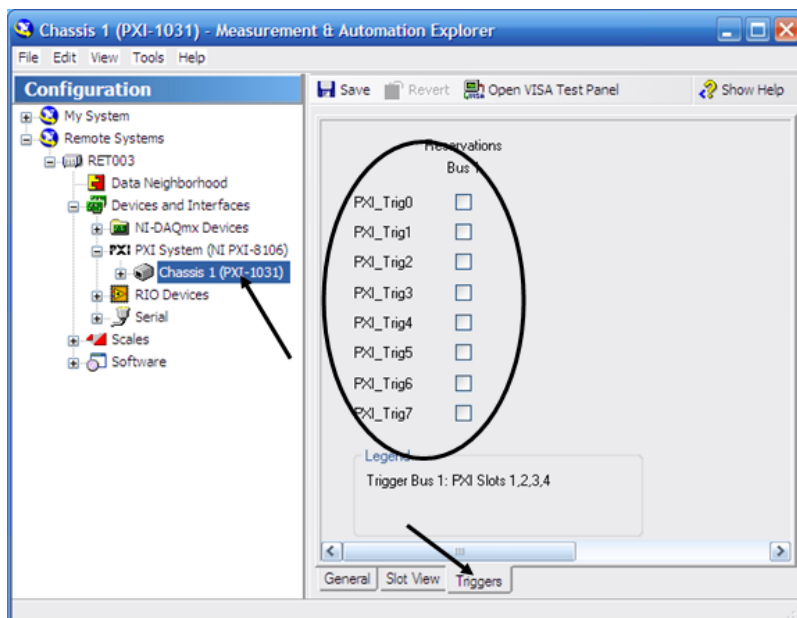 Chassis 1 (PXI-1031) - Measurement & Automation Explorer
File Edit View Tools Help
Configuration
My System
Remote Systems
RET003
Data Neighborhood
Devices and Interfaces
NI-DAQmx Devices
PXI PXI System (NI PXI-8106)
Chassis 1 (PXI-1031)
RIO Devices
Serial
Scales
Software
Save Revert Open VISA Test Panel Show Help
Reservations
Bus 1
PXI_Trig0
PXI_Trig1
PXI_Trig2
PXI_Trig3
PXI_Trig4
PXI_Trig5
PXI_Trig6
PXI_Trig7
Legend
Trigger Bus 1: PXI Slots 1,2,3,4
General Slot View Triggers